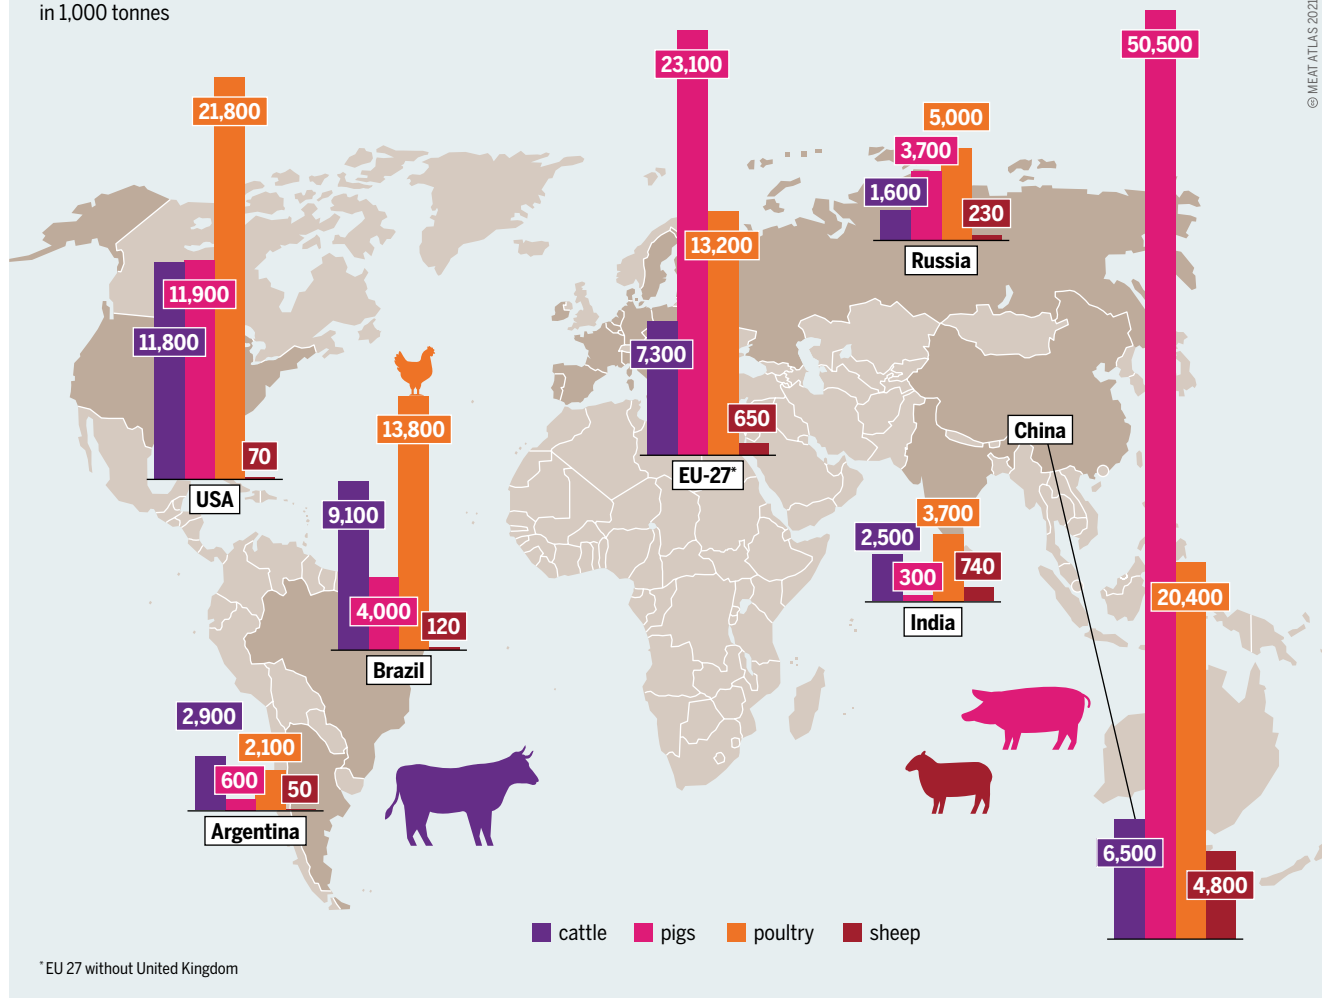 in 1,000 tonnes
© MEAT ATLAS 2021
21,800
11,900
11,800
70
USA
13,800
9,100
4,000
120
Brazil
2,900
2,100
600
50
Argentina
23,100
13,200
7,300
650
EU-27*
5,000
3,700
1,600
230
Russia
3,700
2,500
300
740
India
China
50,500
20,400
6,500
4,800
cattle pigs poultry sheep
* EU 27 without United Kingdom